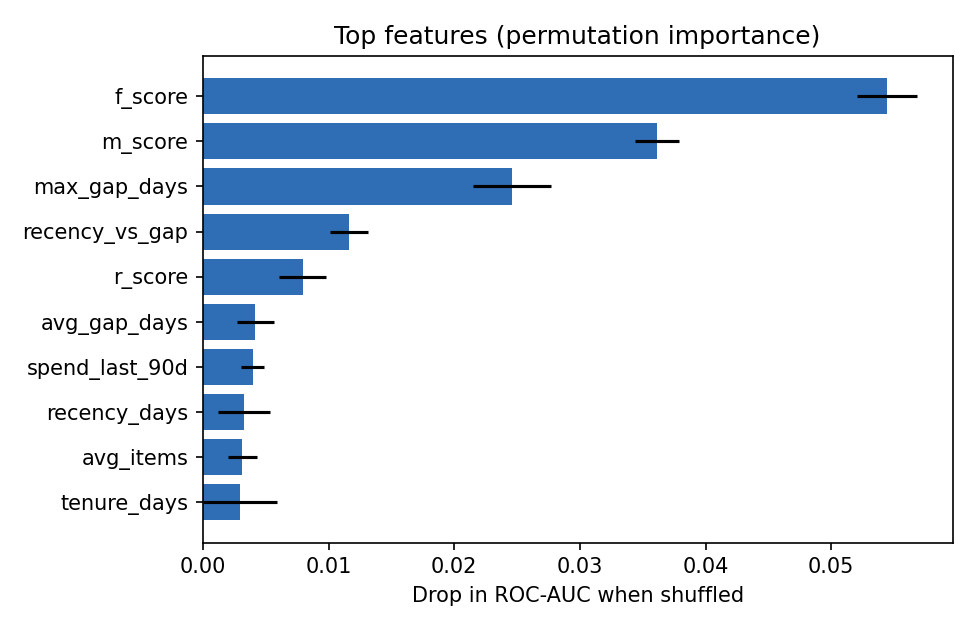 Top features (permutation importance)
f_score
m_score
max_gap_days
recency_vs_gap
r_score
avg_gap_days
spend_last_90d
recency_days
avg_items
tenure_days
0.00 0.01 0.02 0.03 0.04 0.05
Drop in ROC-AUC when shuffled